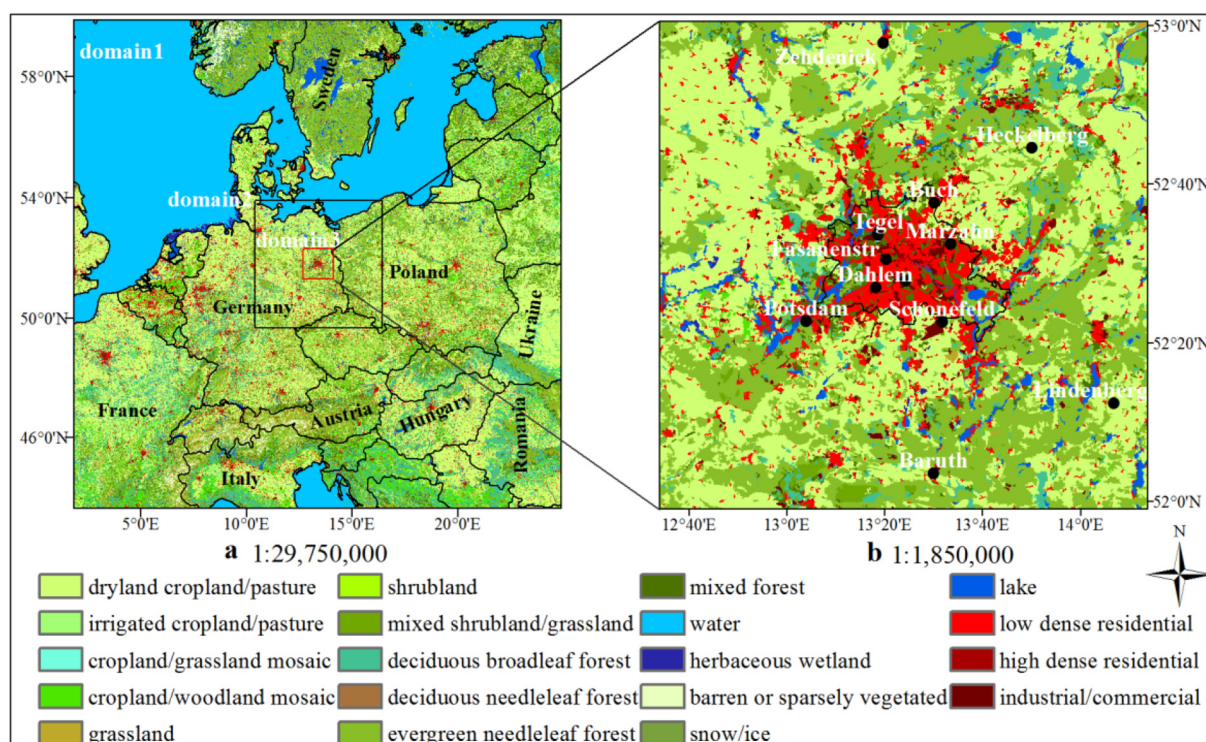 domain1
58°0'N
54°0'N
50°0'N
46°0'N
Sweden
domain2
domain3
Poland
Germany
Ukraine
France
Austria
Hungary
Romania
Italy
5°0'E
10°0'E
15°0'E
20°0'E
a 1:29,750,000
Zehdenick
Heckelberg
Buch
Tegel
Marzahn
Fasanenstr
Dahlem
Potsdam
Schonefeld
Lindenberg
Baruth
53°0'N
52°40'N
52°20'N
52°0'N
12°40'E
13°0'E
13°20'E
13°40'E
14°0'E
b 1:1,850,000
N
dryland cropland/pasture
irrigated cropland/pasture
cropland/grassland mosaic
cropland/woodland mosaic
grassland
shrubland
mixed shrubland/grassland
deciduous broadleaf forest
deciduous needleleaf forest
evergreen needleleaf forest
mixed forest
water
herbaceous wetland
barren or sparsely vegetated
snow/ice
lake
low dense residential
high dense residential
industrial/commercial